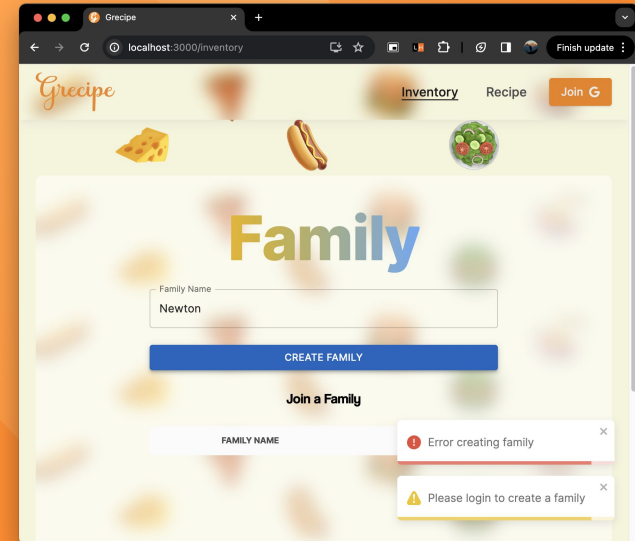 Grecipe
localhost:3000/inventory
Finish update
Grecipe
Inventory
Recipe
Join G
Family
Family Name
Newton
CREATE FAMILY
Join a Family
FAMILY NAME
Error creating family
Please login to create a family